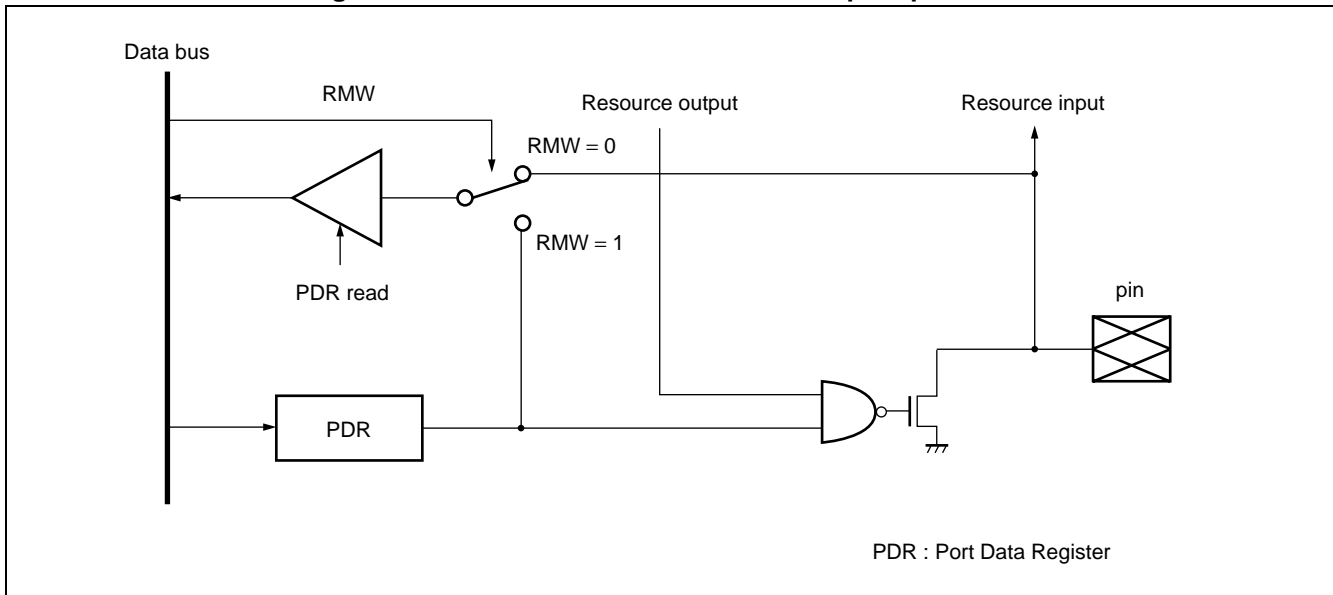 Data bus
RMW
Resource output
Resource input
RMW = 0
RMW = 1
PDR read
pin
PDR
PDR : Port Data Register